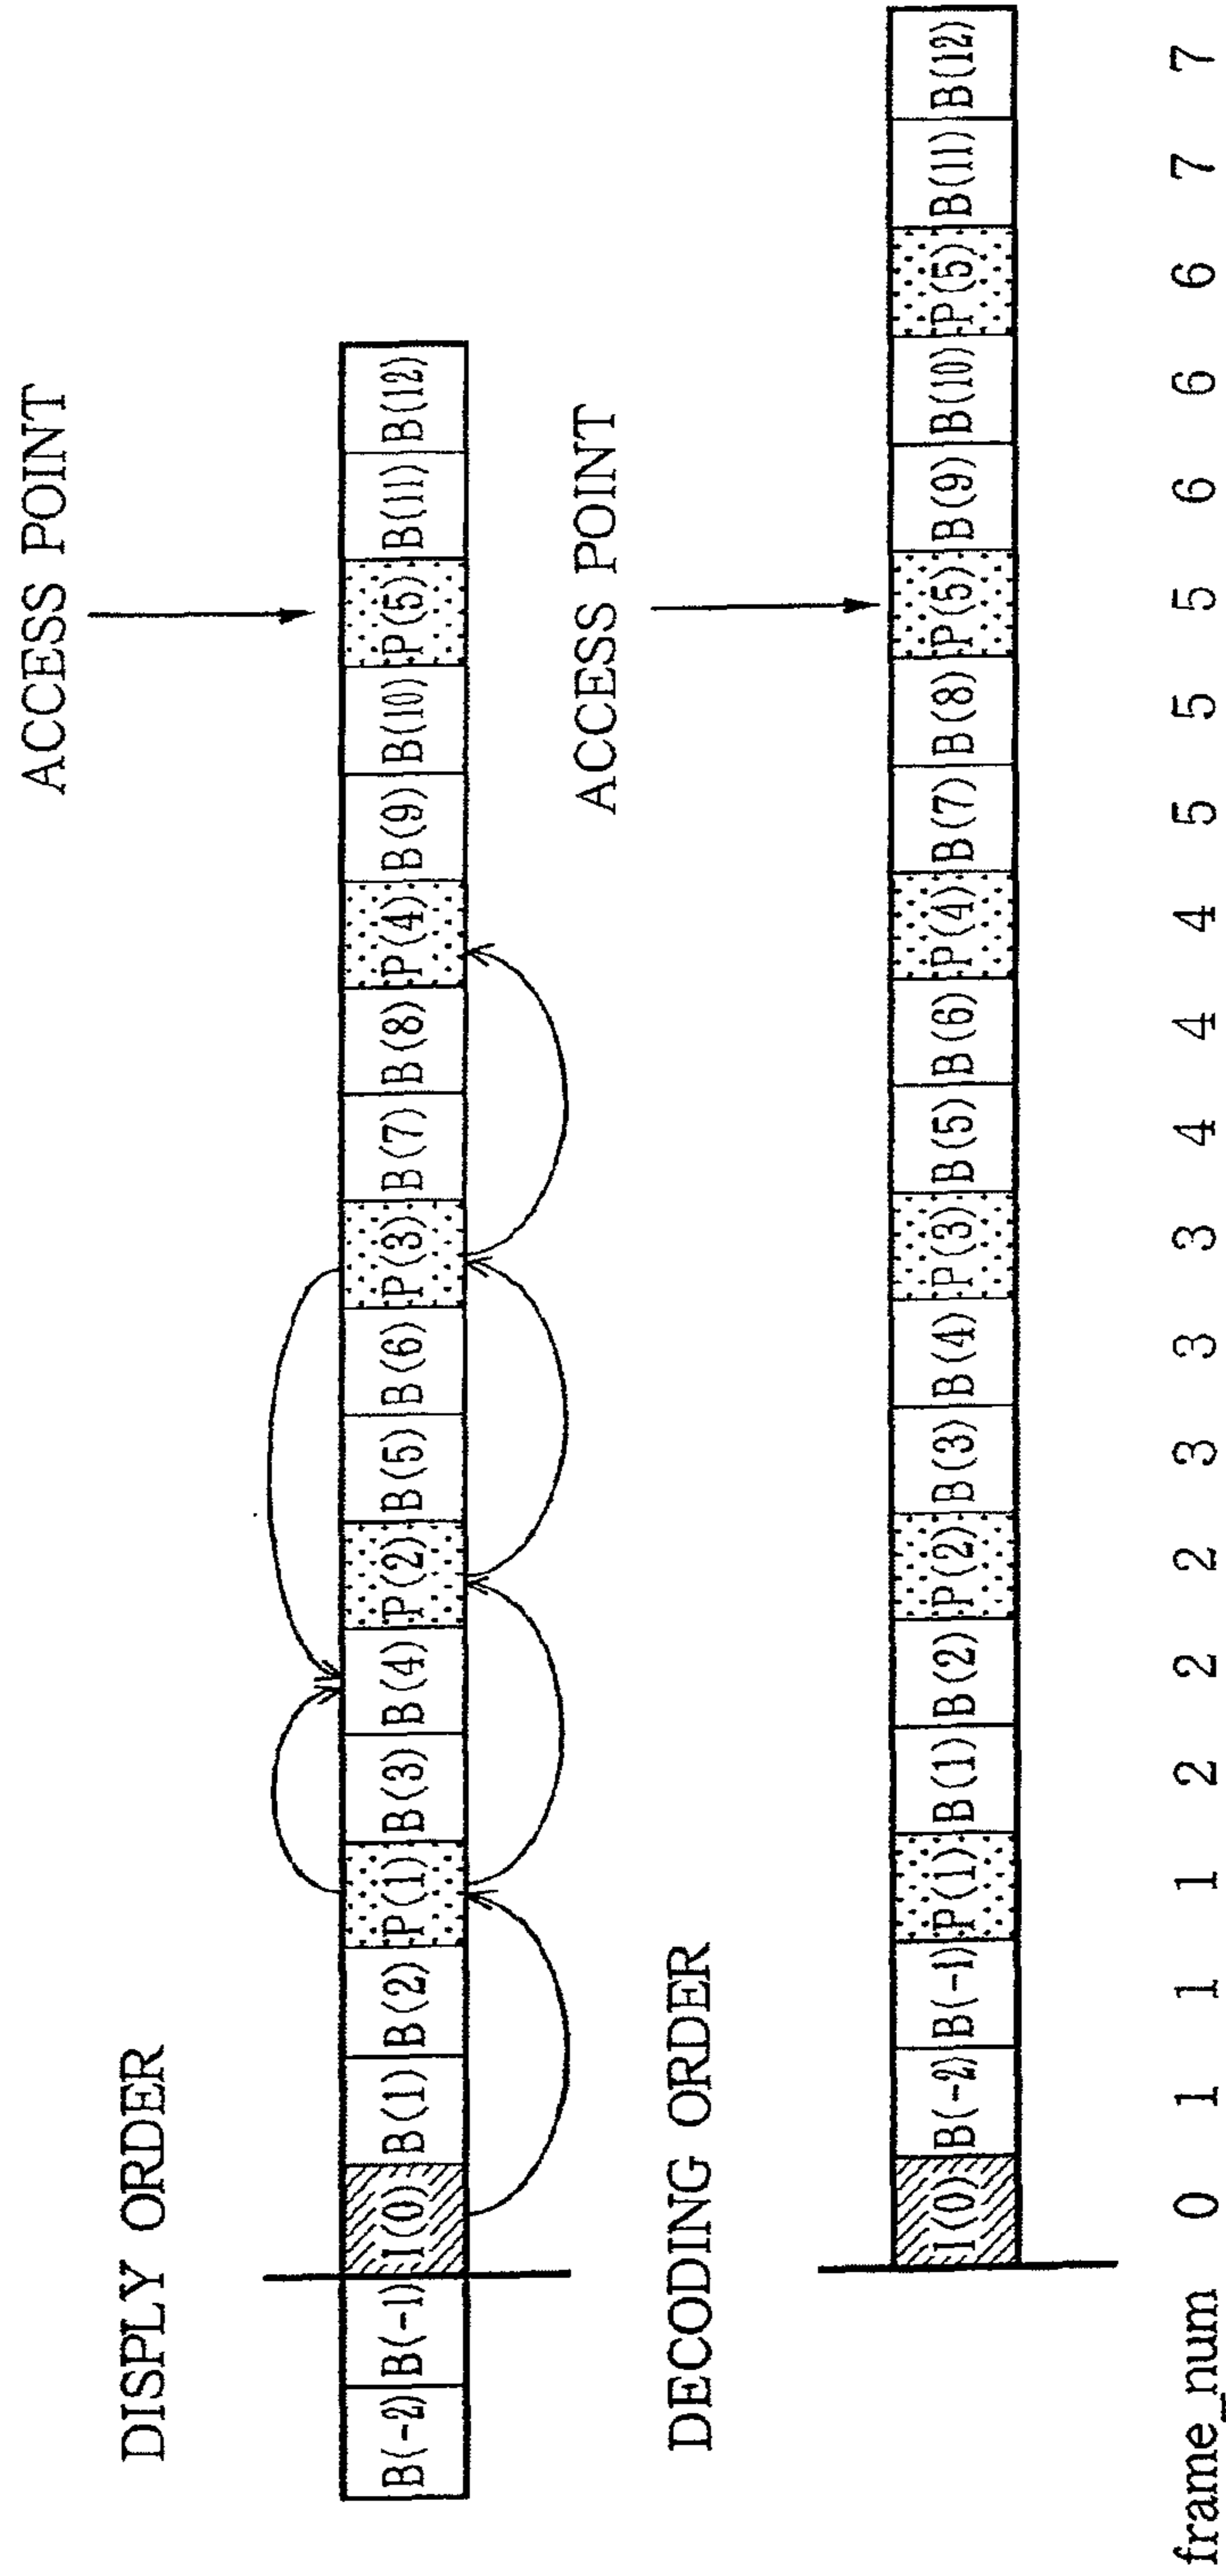 ACCESS POINT
DISPLY ORDER
B(-2) B(-1) I(0) B(1) B(2) P(1) B(3) B(4) P(2) B(5) B(6) P(3) B(7) B(8) P(4) B(9) B(10) P(5) B(11) B(12)
ACCESS POINT
DECODING ORDER
I(0) B(-2) B(-1) P(1) B(1) B(2) P(2) B(3) B(4) P(3) B(5) B(6) P(4) B(7) B(8) P(5) B(9) B(10) P(5) B(11) B(12)
frame_num 0 1 1 1 2 2 2 3 3 3 4 4 4 5 5 5 6 6 6 7 7